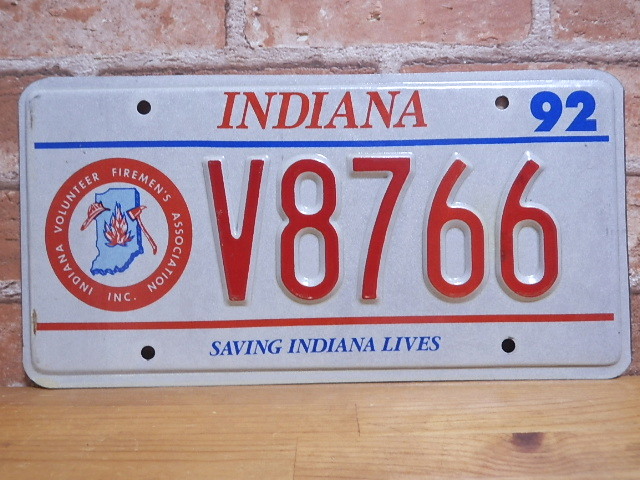 INDIANA
92
INDIANA VOLUNTEER FIREMEN'S ASSOCIATION INC.
V8766
SAVING INDIANA LIVES